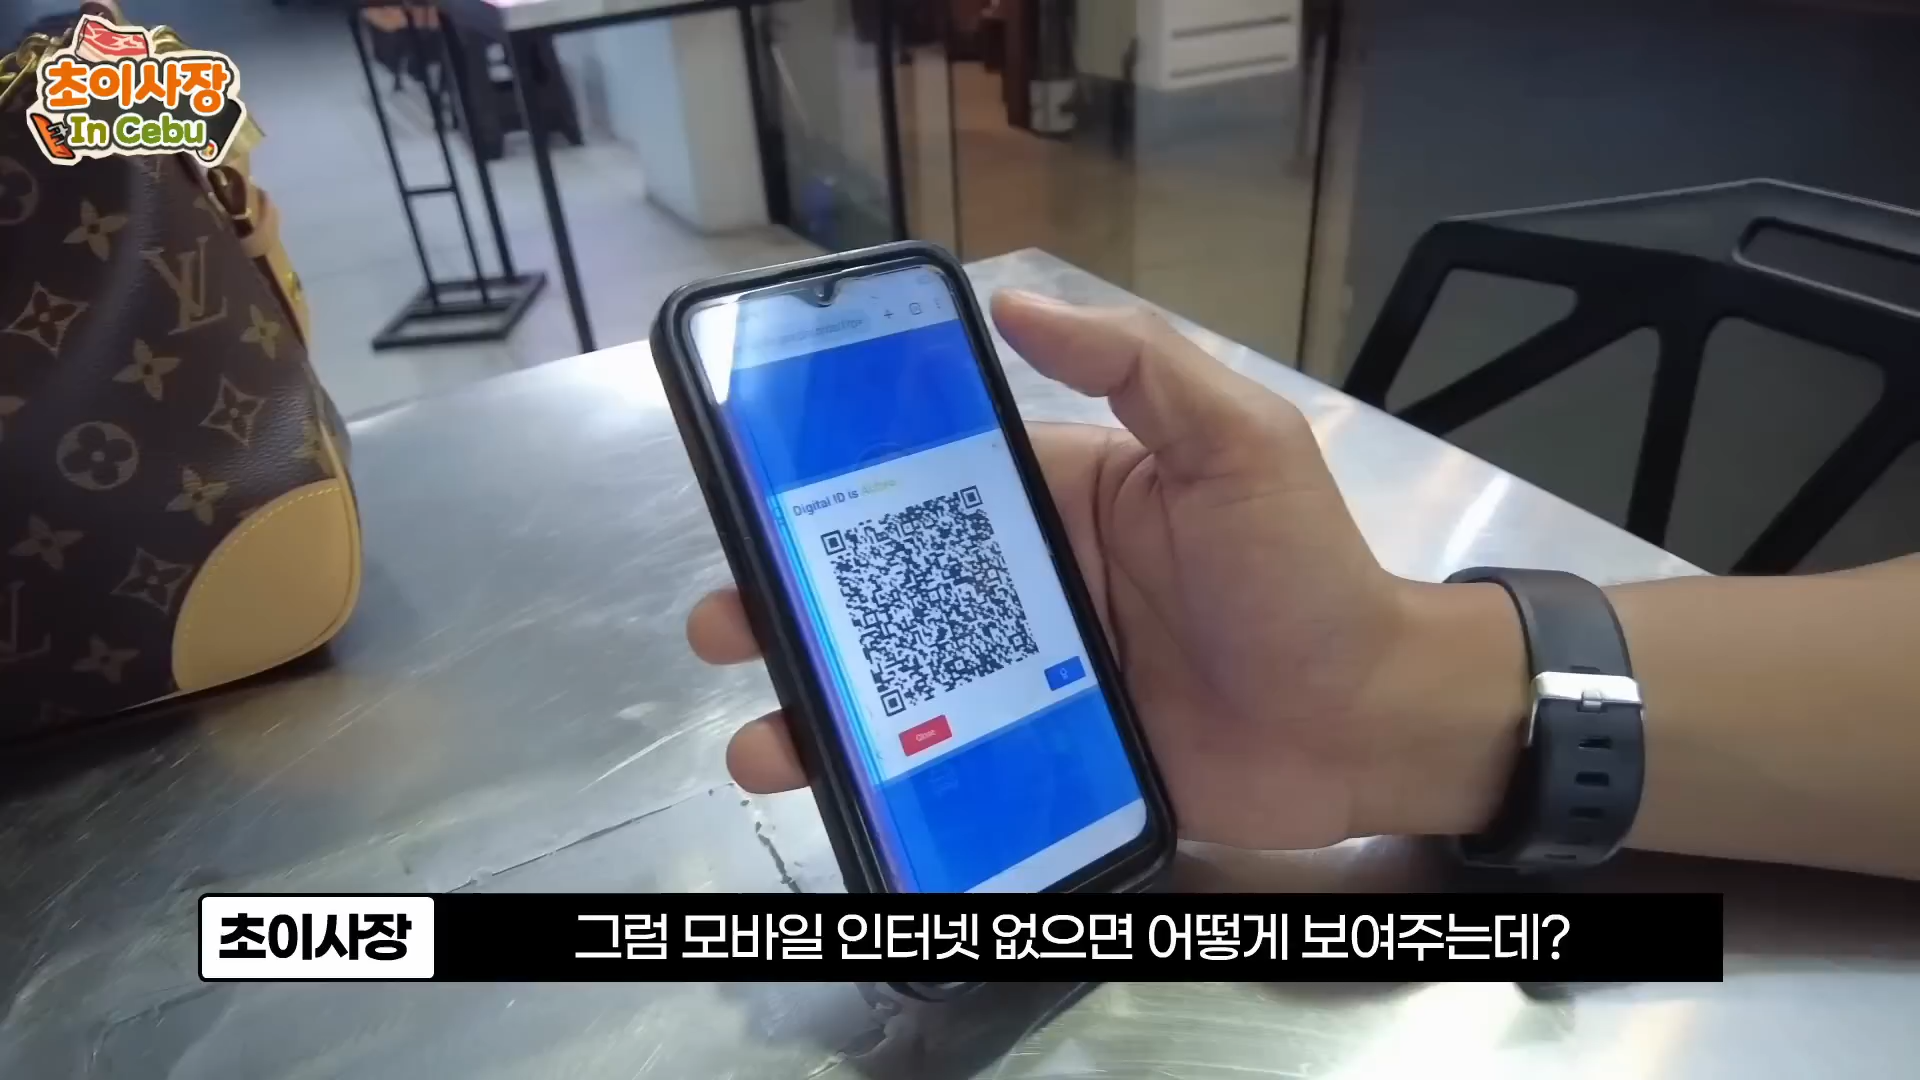 초이사장
In Cebu
Digital ID is Active
Close
초이사장
그럼 모바일 인터넷 없으면 어떻게 보여주는데?